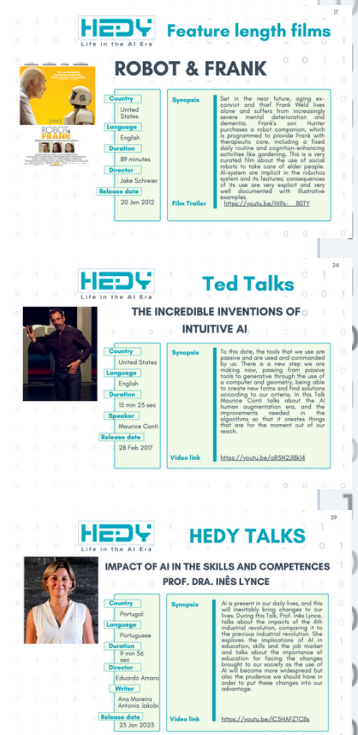 17
HEDY
Life in the AI Era
Feature length films
ROBOT & FRANK
ROBOT
& FRANK
Country
United
States
Language
English
Duration
89 minutes
Director
Jake Schreier
Release date
20 Jan 2012
Synopsis
Set in the near future, aging ex-
convict and thief Frank Weld lives
alone and suffers from increasingly
severe mental deterioration and
dementia. Frank's son Hunter
purchases a robot companion, which
is programmed to provide Frank with
therapeutic care, including a fixed
daily routine and cognition-enhancing
activities like gardening. This is a very
curated film about the use of social
robots to take care of elder people.
AI-system are implicit in the robotics
system and its features; consequences
of its use are very explicit and very
well documented with illustrative
examples.
Film Trailer
24
HEDY
Life in the AI Era
Ted Talks
THE INCREDIBLE INVENTIONS OF
INTUITIVE AI
Country
United States
Language
English
Duration
15 min 23 sec
Speaker
Maurice Conti
Release date
28 Feb 2017
Synopsis
To this date, the tools that we use are
passive and are used and commanded
by us. There is a new step we are
making now, passing from passive
tools to generative through the use of
a computer and geometry, being able
to create new forms and find solutions
according to our criteria. In this Talk
Maurice Conti talks about the AI
human augmentation era, and the
improvements needed in the
algorithms so that it creates things
that are for the moment out of our
reach.
Video link
29
HEDY
Life in the AI Era
HEDY TALKS
IMPACT OF AI IN THE SKILLS AND COMPETENCES
PROF. DRA. INÊS LYNCE
Country
Portugal
Language
Portuguese
Duration
9 min 56
sec
Director
Eduardo Amaro
Writer
Ana Moreira
Antonia Jakobi
Release date
23 Jan 2023
Synopsis
AI is present in our daily lives, and this
will inevitably bring changes to our
lives. During this Talk, Prof. Inês Lynce,
talks about the impacts of the 4th
industrial revolution, comparing it to
the previous industrial revolution. She
explores the implications of AI in
education, skills and the job market
and talks about the importance of
education for facing the changes
brought to our society as the use of
AI will become more widespread but
also the prudence we should have in
order to put these changes into our
advantage.
Video link